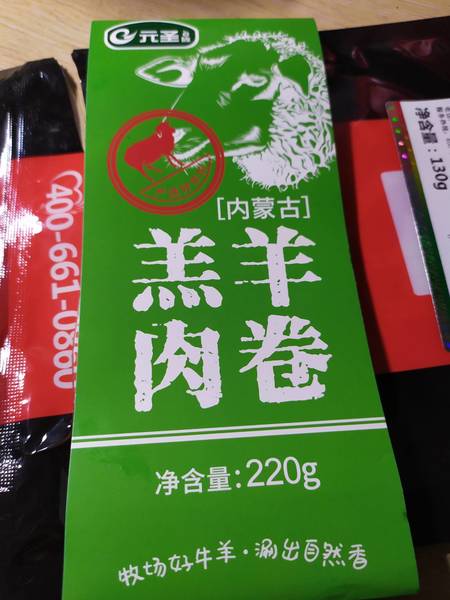 元圣
[内蒙古]
羔羊
肉卷
净含量:220g
牧场好牛羊·涮出自然香
400-661-0860
净含量：130g